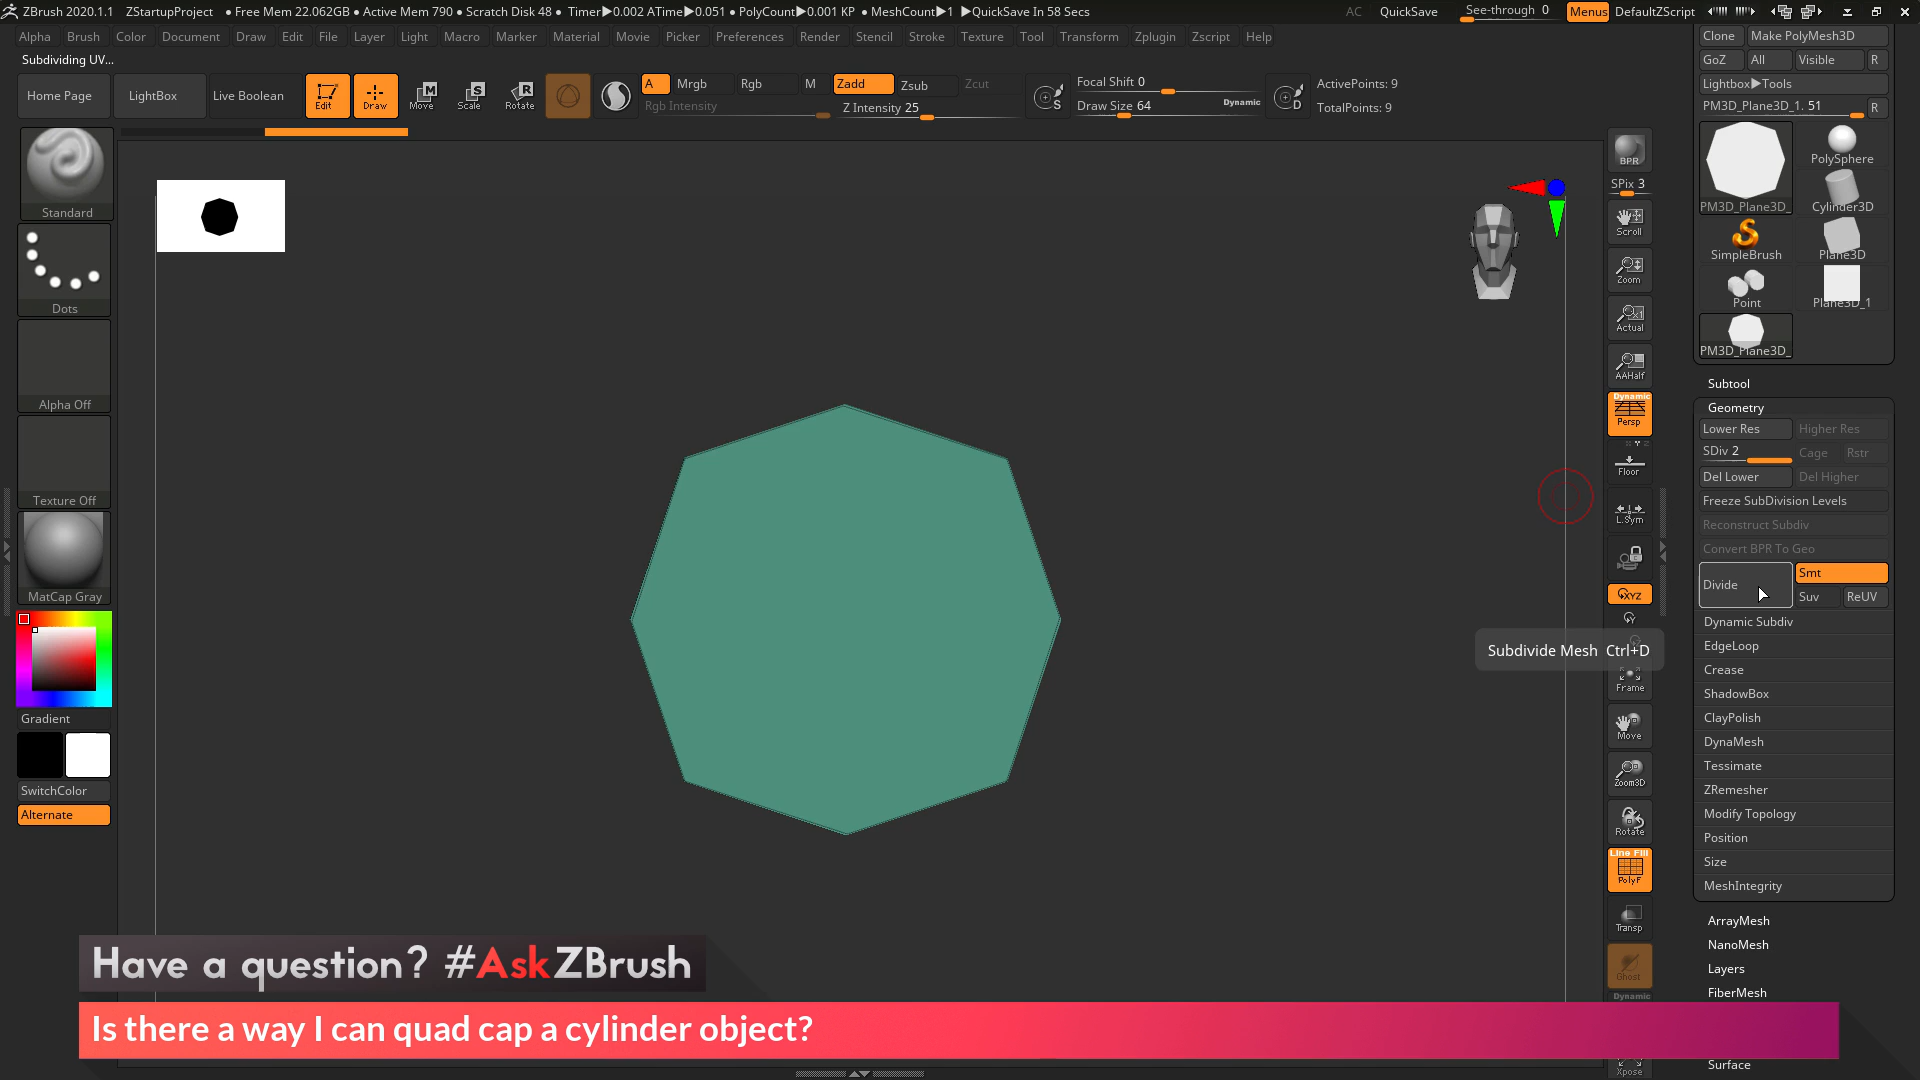 ZBrush 2020.1.1 ZStartupProject • Free Mem 22.062GB • Active Mem 790 • Scratch Disk 48 • Timer▶0.002 ATime▶0.051 • PolyCount▶0.001 KP • MeshCount▶1 ▶QuickSave In 58 Secs AC QuickSave See-through 0 Menus DefaultZScript
Alpha Brush Color Document Draw Edit File Layer Light Macro Marker Material Movie Picker Preferences Render Stencil Stroke Texture Tool Transform Zplugin Zscript Help
Subdividing UV...
Home Page LightBox Live Boolean Edit Draw Move Scale Rotate
A Mrgb Rgb M Zadd Zsub Zcut
Rgb Intensity Z Intensity 25
Focal Shift 0
Draw Size 64 Dynamic
ActivePoints: 9
TotalPoints: 9
Standard
Dots
Alpha Off
Texture Off
MatCap Gray
Gradient
SwitchColor
Alternate
BPR
SPix 3
Scroll
Zoom
Actual
AAHalf
Dynamic
Persp
Floor
L.Sym
XYZ
Y
Frame
Move
Zoom3D
Rotate
Line Fill
PolyF
Transp
Ghost
Dynamic
Xpose
Subdivide Mesh Ctrl+D
Clone Make PolyMesh3D
GoZ All Visible R
Lightbox▶Tools
PM3D_Plane3D_1. 51 R
PM3D_Plane3D_
PolySphere
Cylinder3D
SimpleBrush
Plane3D
Point
Plane3D_1
PM3D_Plane3D_
Subtool
Geometry
Lower Res Higher Res
SDiv 2 Cage Rstr
Del Lower Del Higher
Freeze SubDivision Levels
Reconstruct Subdiv
Convert BPR To Geo
Divide Smt
Suv ReUV
Dynamic Subdiv
EdgeLoop
Crease
ShadowBox
ClayPolish
DynaMesh
Tessimate
ZRemesher
Modify Topology
Position
Size
MeshIntegrity
ArrayMesh
NanoMesh
Layers
FiberMesh
Surface
Have a question? #AskZBrush
Is there a way I can quad cap a cylinder object?